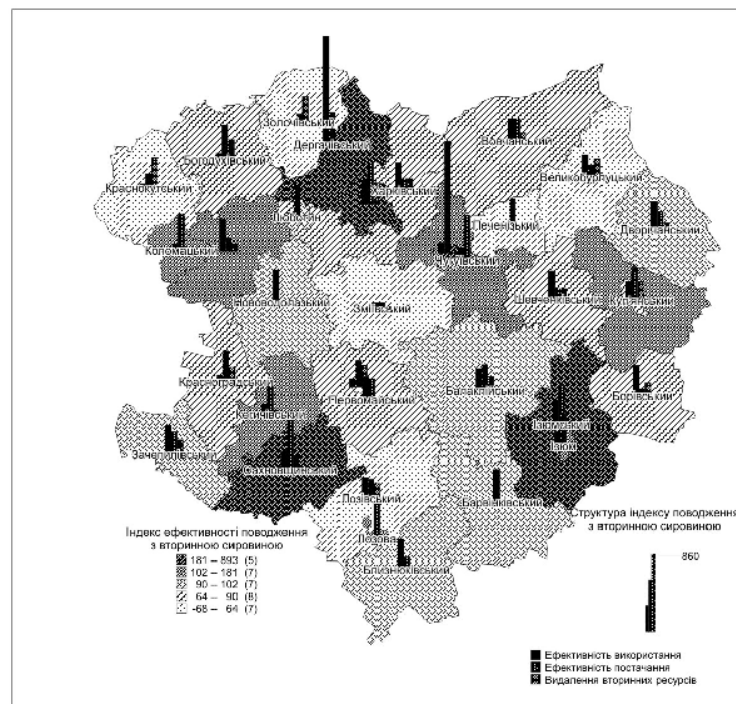 Золочівський
Дергачівський
Вовчанський
Богодухівський
Великобурлуцький
Краснокутський
Харківський
Люботин
Печенізький
Дворічанський
Коломацький
Чугуївський
Нововодолазький
Шевченківський
Куп'янський
Зміївський
Красноградський
Балаклійський
Первомайський
Борівський
Кегичівський
Ізюмський
Ізюм
Зачепилівський
Сахновщинський
Лозівський
Барвінківський
Лозова
Близнюківський
Структура індексу поводження
з вторинною сировиною
860
Індекс ефективності поводження
з вторинною сировиною
181 – 893 (5)
102 – 181 (7)
90 – 102 (7)
64 – 90 (8)
-68 – 64 (7)
Ефективність використання
Ефективність постачання
Видалення вторинних ресурсів